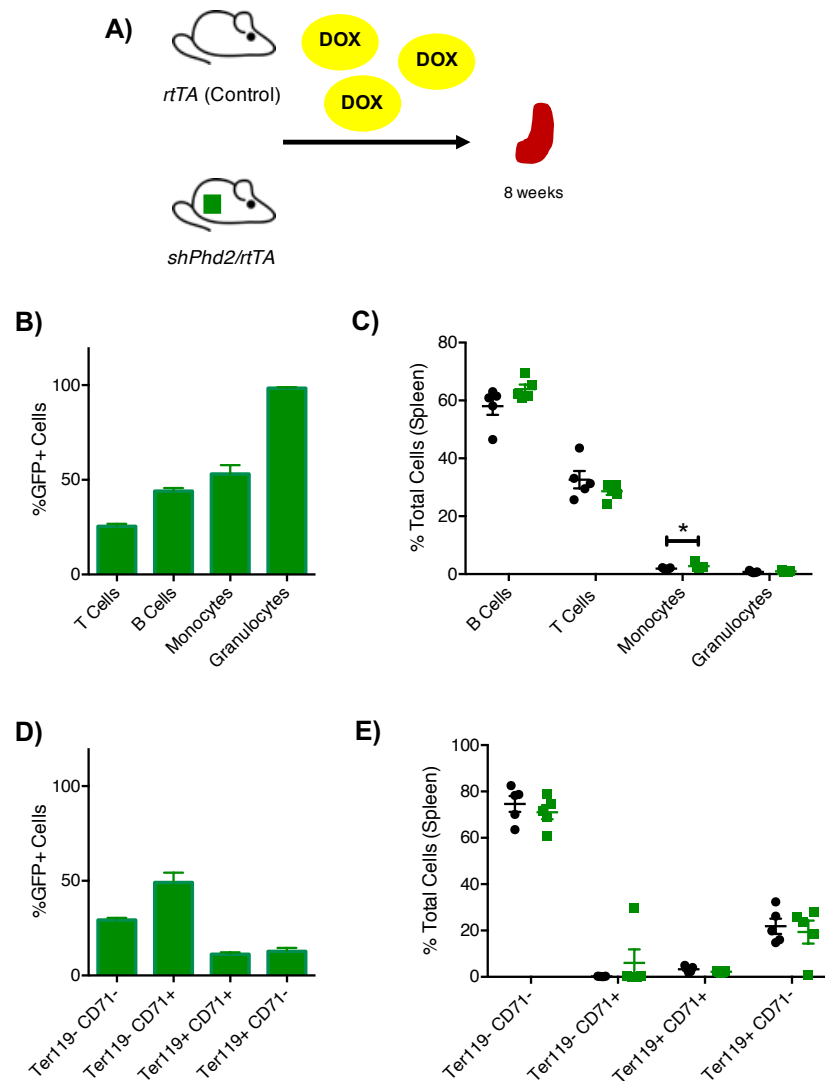 A)
DOX
DOX
DOX
rtTA (Control)
8 weeks
shPhd2/rtTA
B)
100
50
0
%GFP+ Cells
T Cells
B Cells
Monocytes
Granulocytes
C)
80
60
40
20
0
% Total Cells (Spleen)
*
B Cells
T Cells
Monocytes
Granulocytes
D)
100
50
0
%GFP+ Cells
Ter119- CD71-
Ter119- CD71+
Ter119+ CD71+
Ter119+ CD71-
E)
100
80
60
40
20
0
% Total Cells (Spleen)
Ter119- CD71-
Ter119- CD71+
Ter119+ CD71+
Ter119+ CD71-